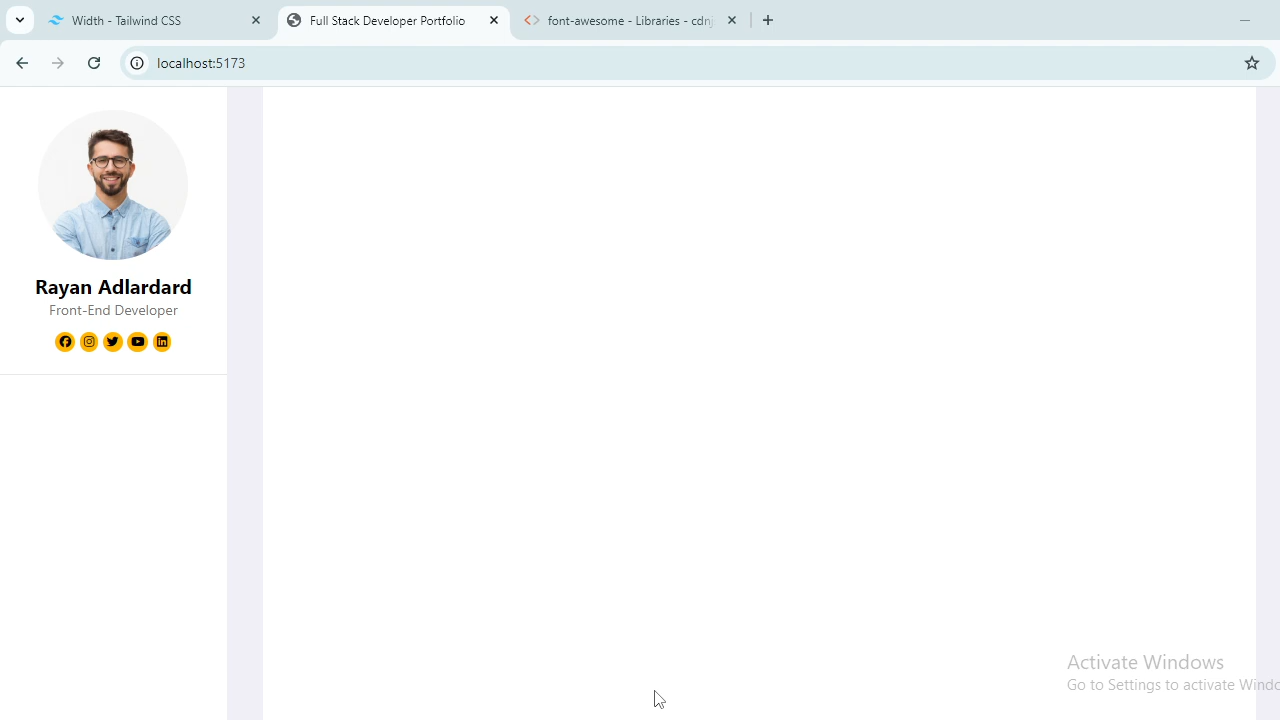 Width - Tailwind CSS
Full Stack Developer Portfolio
font-awesome - Libraries - cdnj
localhost:5173
Rayan Adlardard
Front-End Developer
Activate Windows
Go to Settings to activate Windo